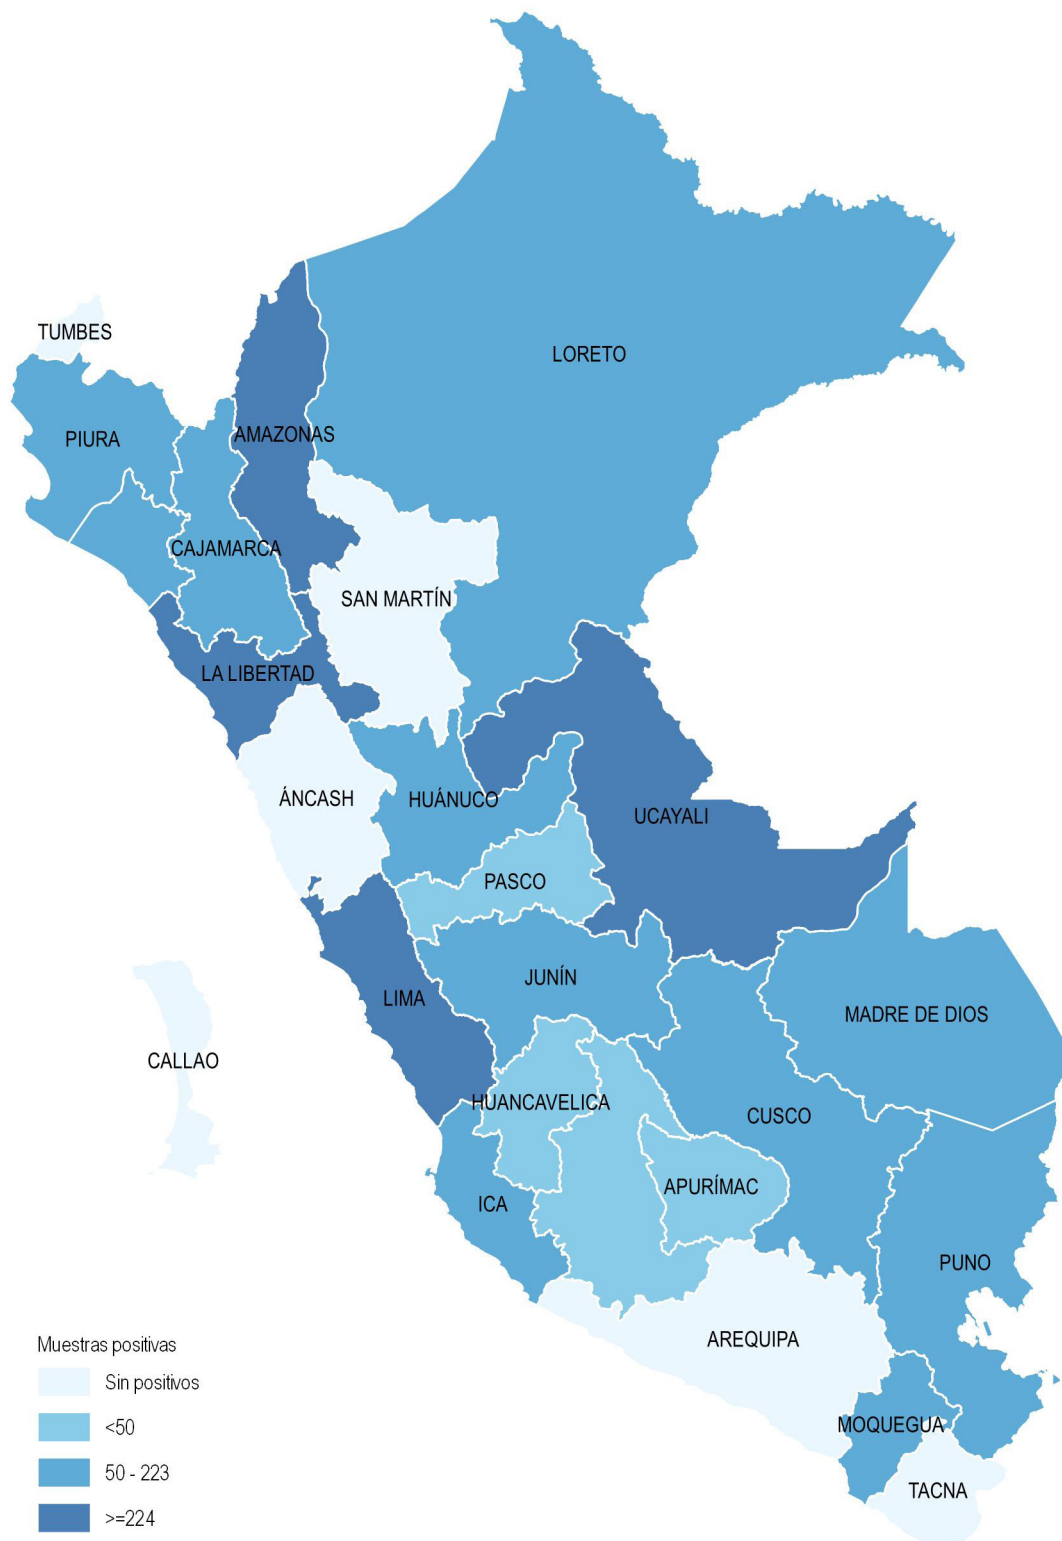 TUMBES
LORETO
PIURA
AMAZONAS
CAJAMARCA
SAN MARTÍN
LA LIBERTAD
ÁNCASH
HUÁNUCO
UCAYALI
PASCO
JUNÍN
LIMA
MADRE DE DIOS
CALLAO
HUANCAVELICA
CUSCO
APURÍMAC
ICA
PUNO
AREQUIPA
MOQUEGUA
TACNA
Muestras positivas
Sin positivos
<50
50 - 223
>=224